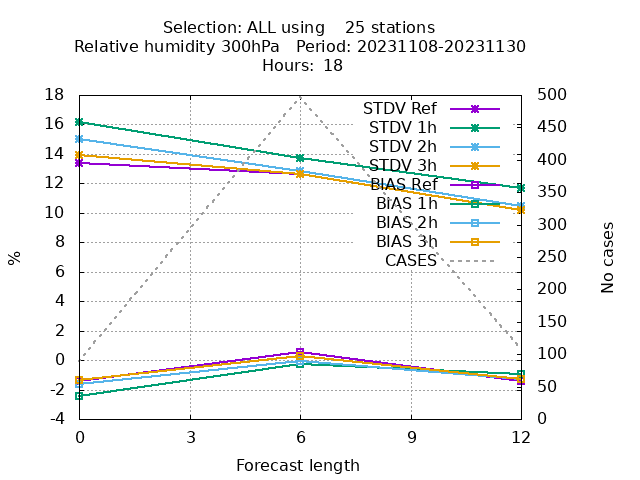 Selection: ALL using    25 stations
Relative humidity 300hPa   Period: 20231108-20231130
Hours: 18
18
16
14
12
10
8
6
4
2
0
-2
-4
%
500
450
400
350
300
250
200
150
100
50
0
No cases
STDV Ref
STDV 1h
STDV 2h
STDV 3h
BIAS Ref
BIAS 1h
BIAS 2h
BIAS 3h
CASES
0
3
6
9
12
Forecast length